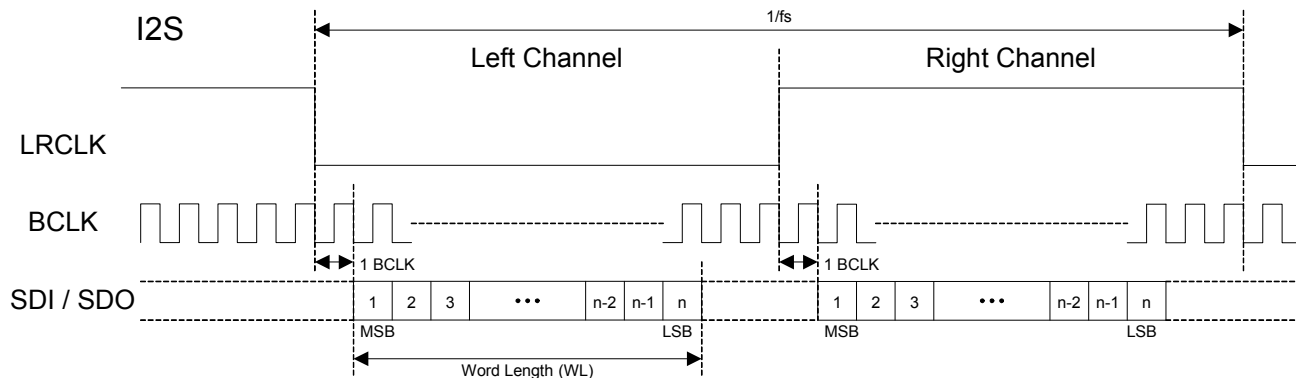 I2S
1/fs
Left Channel
Right Channel
LRCLK
BCLK
1 BCLK
1 BCLK
SDI / SDO
1 2 3 ••• n-2 n-1 n
1 2 3 ••• n-2 n-1 n
MSB
LSB
MSB
LSB
Word Length (WL)